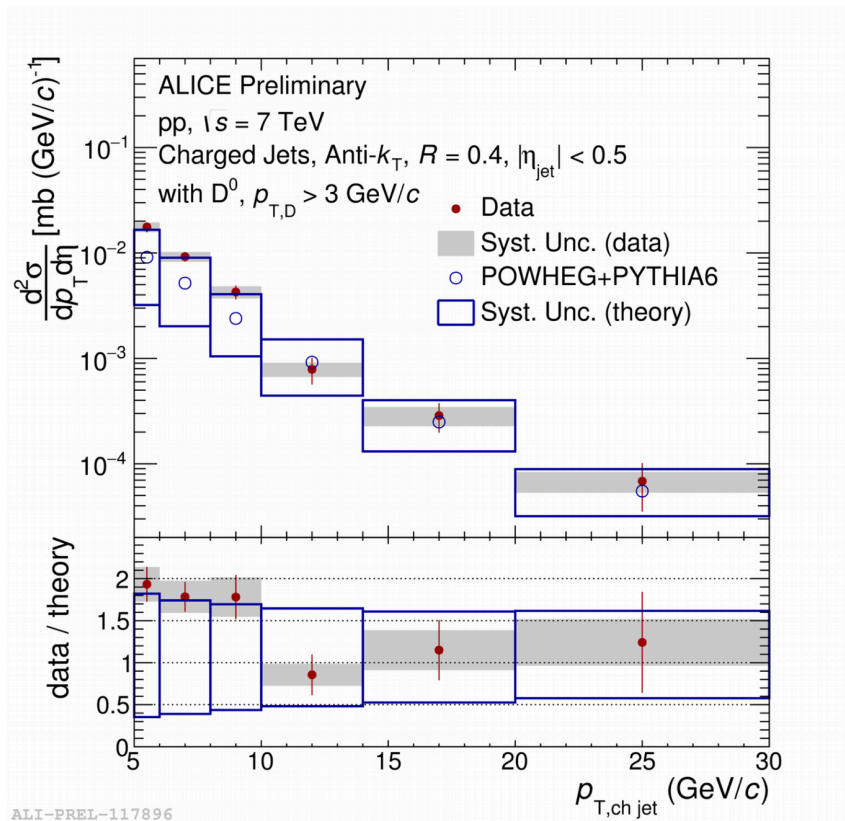 ALICE Preliminary
pp, √s = 7 TeV
Charged Jets, Anti-kT, R = 0.4, |ηjet| < 0.5
with D0, pT,D > 3 GeV/c
Data
Syst. Unc. (data)
POWHEG+PYTHIA6
Syst. Unc. (theory)
d²σ/dpTdη [mb (GeV/c)⁻¹]
10⁻¹
10⁻²
10⁻³
10⁻⁴
data / theory
2
1.5
1
0.5
0
5 10 15 20 25 30
pT,ch jet (GeV/c)
ALI-PREL-117896